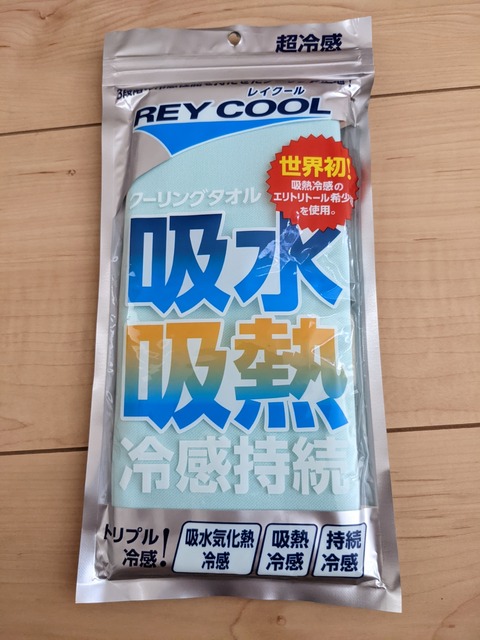 超冷感
レイクール
REY COOL
世界初!
吸熱冷感の
エリトリトール希少
を使用。
クーリングタオル
吸水
吸熱
冷感持続
トリプル
冷感!
吸水気化熱
冷感
吸熱
冷感
持続
冷感